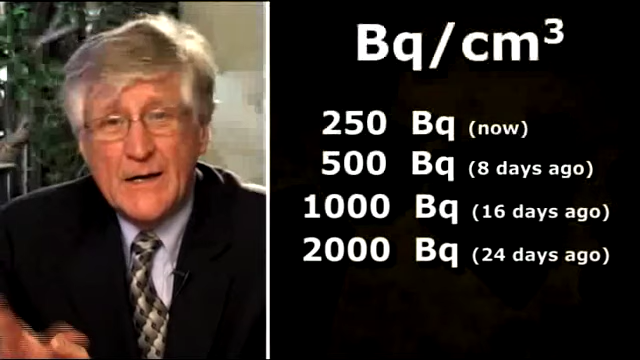 Bq/cm³
250 Bq (now)
500 Bq (8 days ago)
1000 Bq (16 days ago)
2000 Bq (24 days ago)